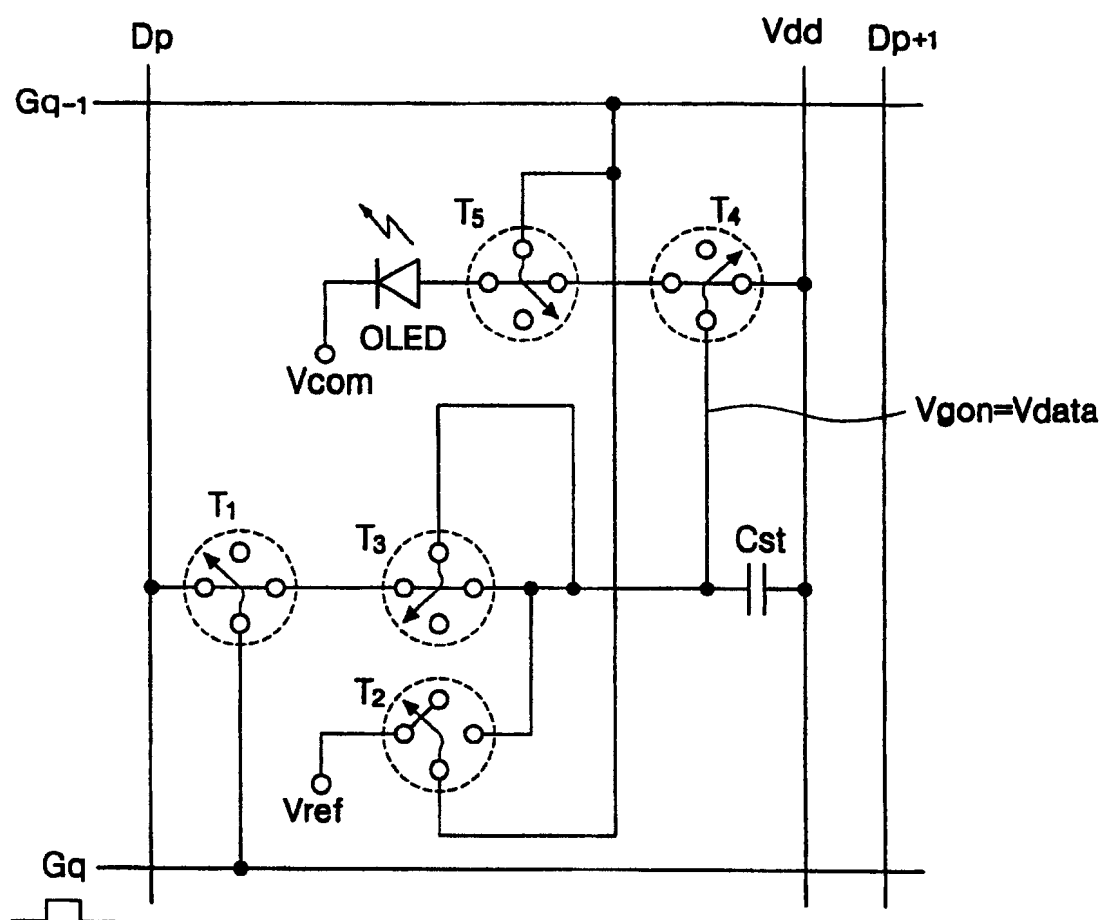 Dp
Vdd
Dp+1
Gq-1
T5
T4
OLED
Vcom
Vgon=Vdata
T1
T3
Cst
T2
Vref
Gq